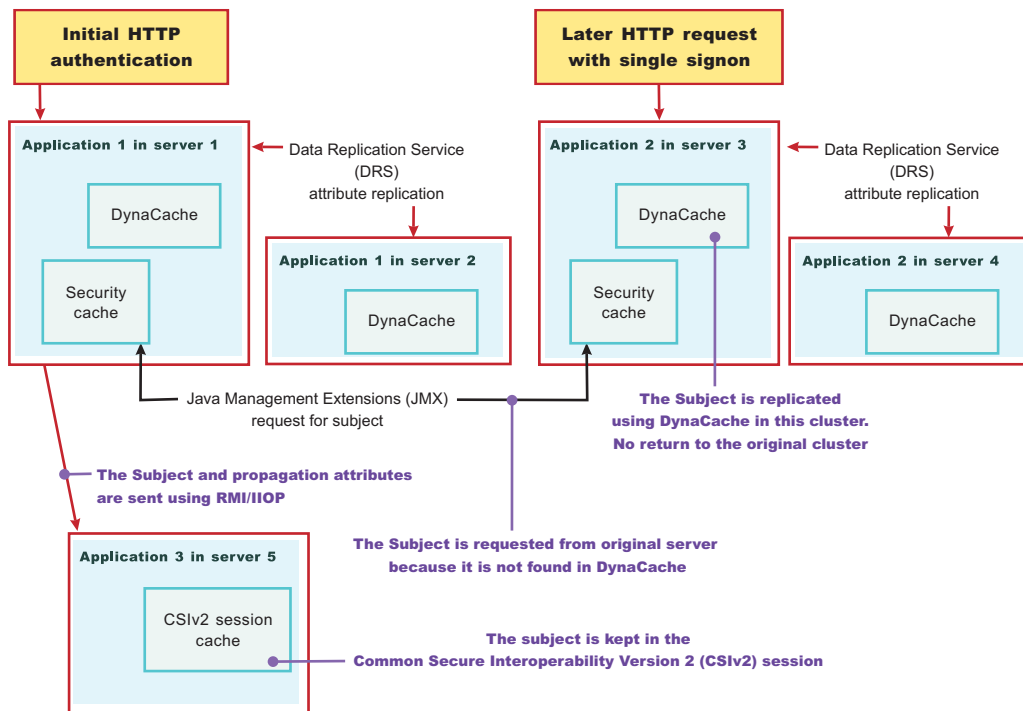 Initial HTTP
authentication
Later HTTP request
with single signon
Application 1 in server 1
DynaCache
Security
cache
Data Replication Service
(DRS)
attribute replication
Application 1 in server 2
DynaCache
Application 2 in server 3
DynaCache
Security
cache
Data Replication Service
(DRS)
attribute replication
Application 2 in server 4
DynaCache
Java Management Extensions (JMX)
request for subject
The Subject is replicated
using DynaCache in this cluster.
No return to the original cluster
The Subject and propagation attributes
are sent using RMI/IIOP
The Subject is requested from original server
because it is not found in DynaCache
Application 3 in server 5
CSIv2 session
cache
The subject is kept in the
Common Secure Interoperability Version 2 (CSIv2) session